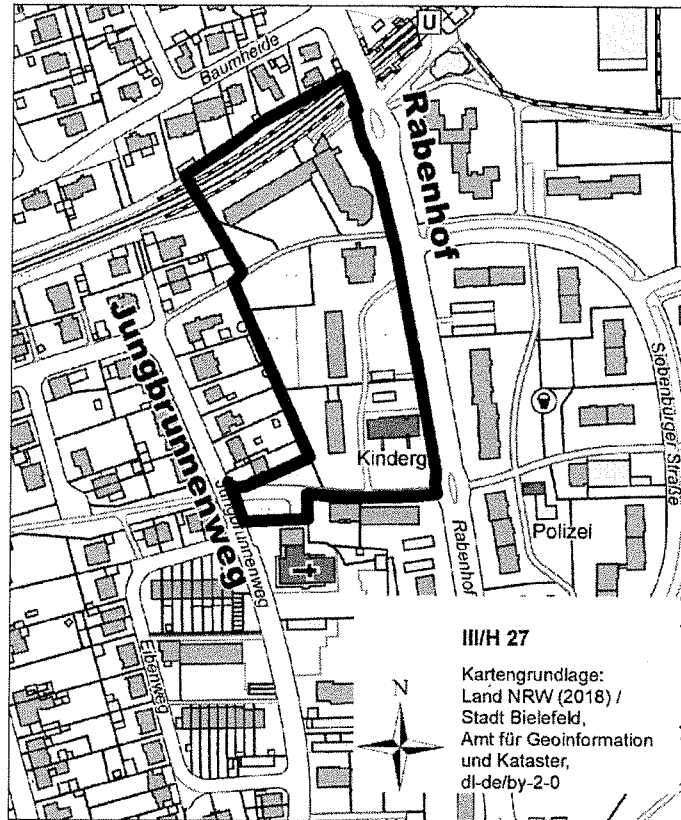 U
Baumheide
Rabenhof
Jungbrunnenweg
Siebenbürger Straße
Kinderg
Jungbrunnenweg
Rabenhof
Polizei
Eibenweg
N
III/H 27
Kartengrundlage:
Land NRW (2018) /
Stadt Bielefeld,
Amt für Geoinformation
und Kataster,
dl-de/by-2-0